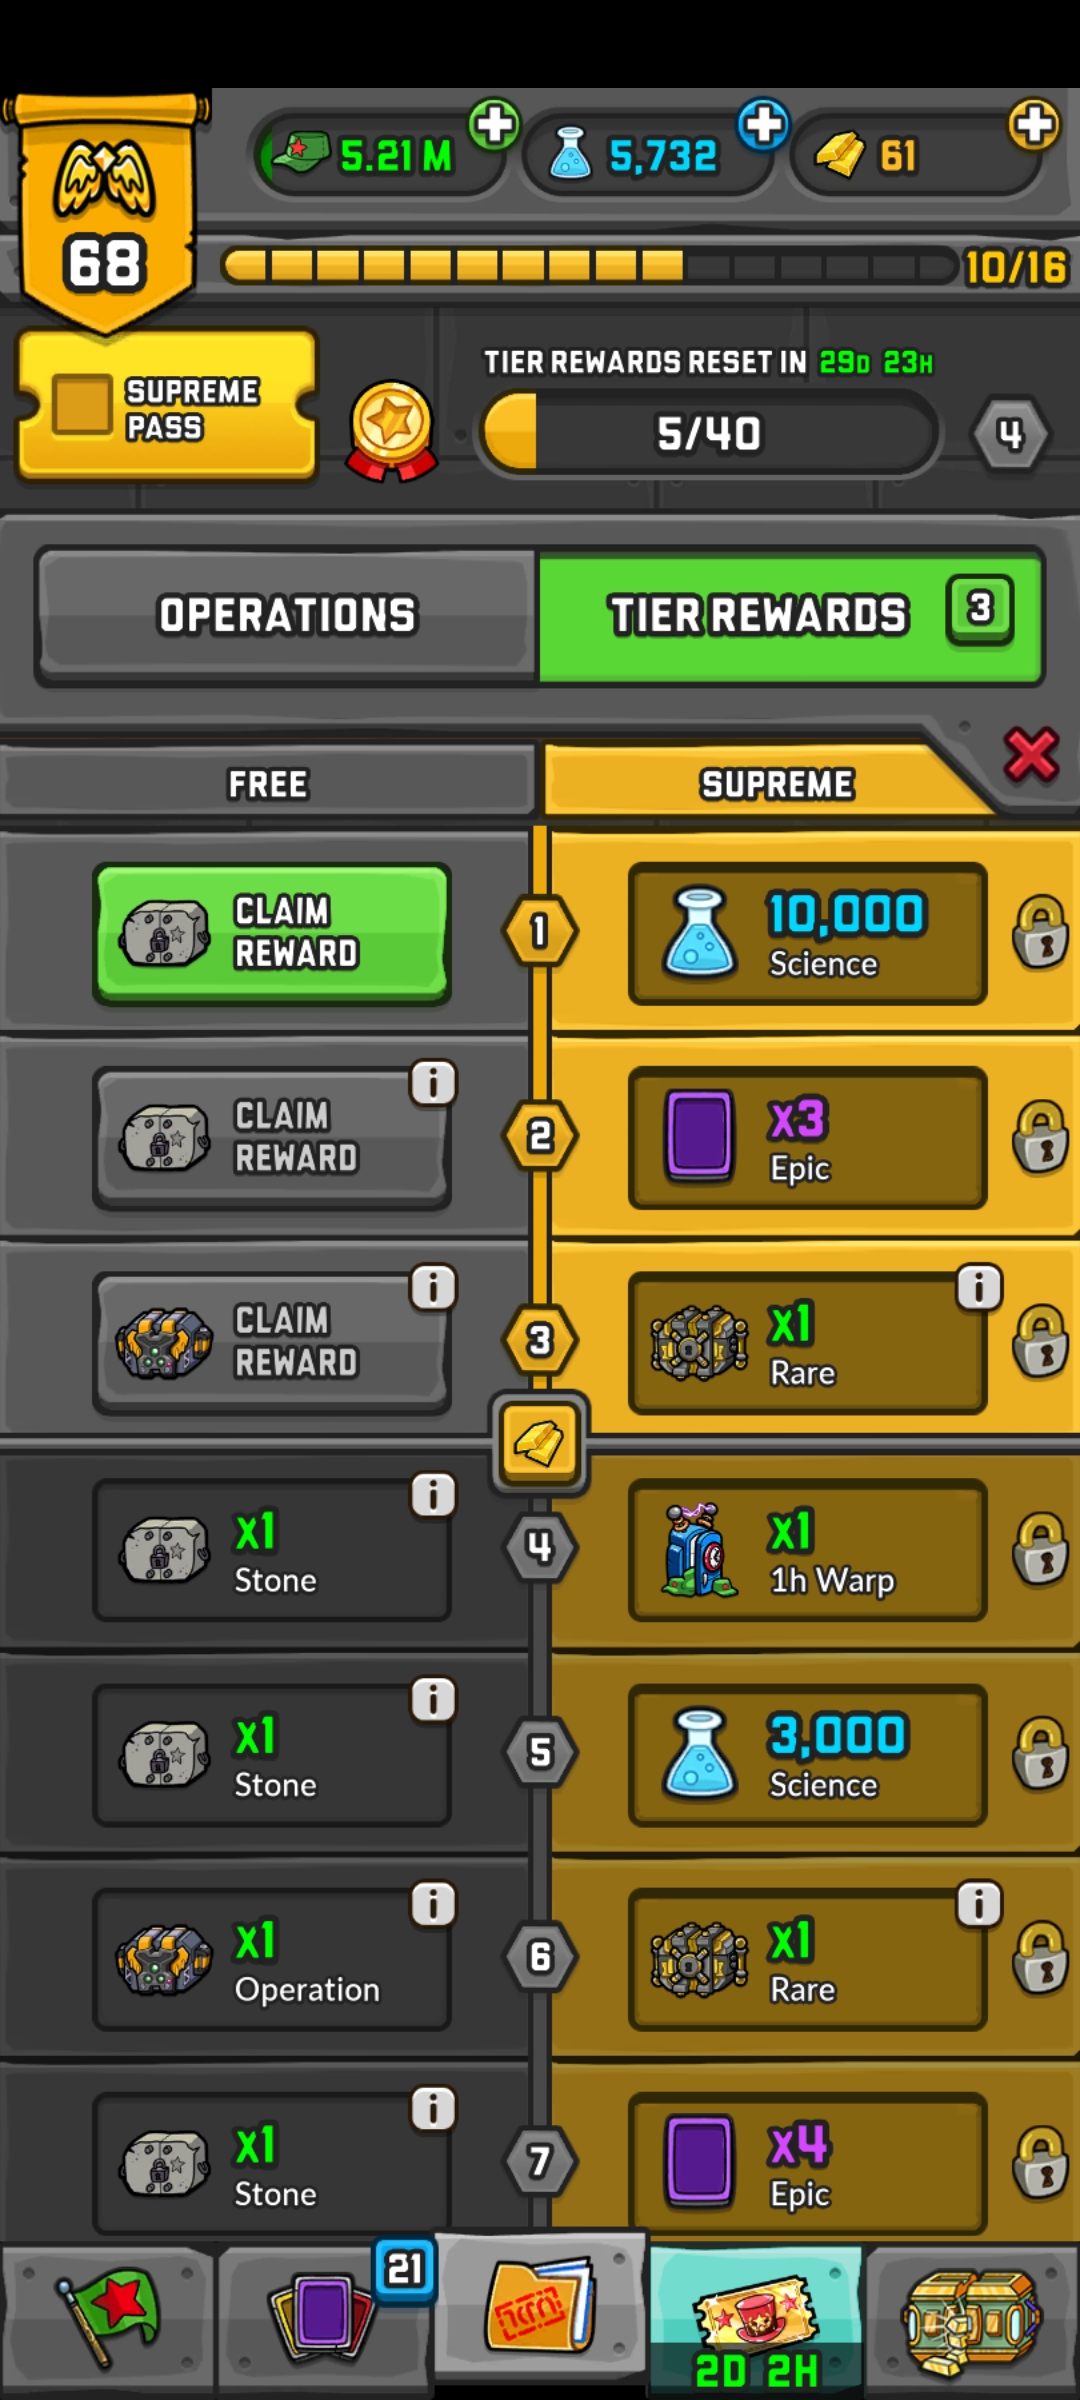 5.21 M
5,732
61
68
10/16
SUPREME
PASS
TIER REWARDS RESET IN 29D 23H
5/40
4
OPERATIONS
TIER REWARDS
3
FREE
SUPREME
CLAIM
REWARD
1
10,000
Science
CLAIM
REWARD
2
x3
Epic
CLAIM
REWARD
3
x1
Rare
x1
Stone
4
x1
1h Warp
x1
Stone
5
3,000
Science
x1
Operation
6
x1
Rare
x1
Stone
7
x4
Epic
21
2D 2H